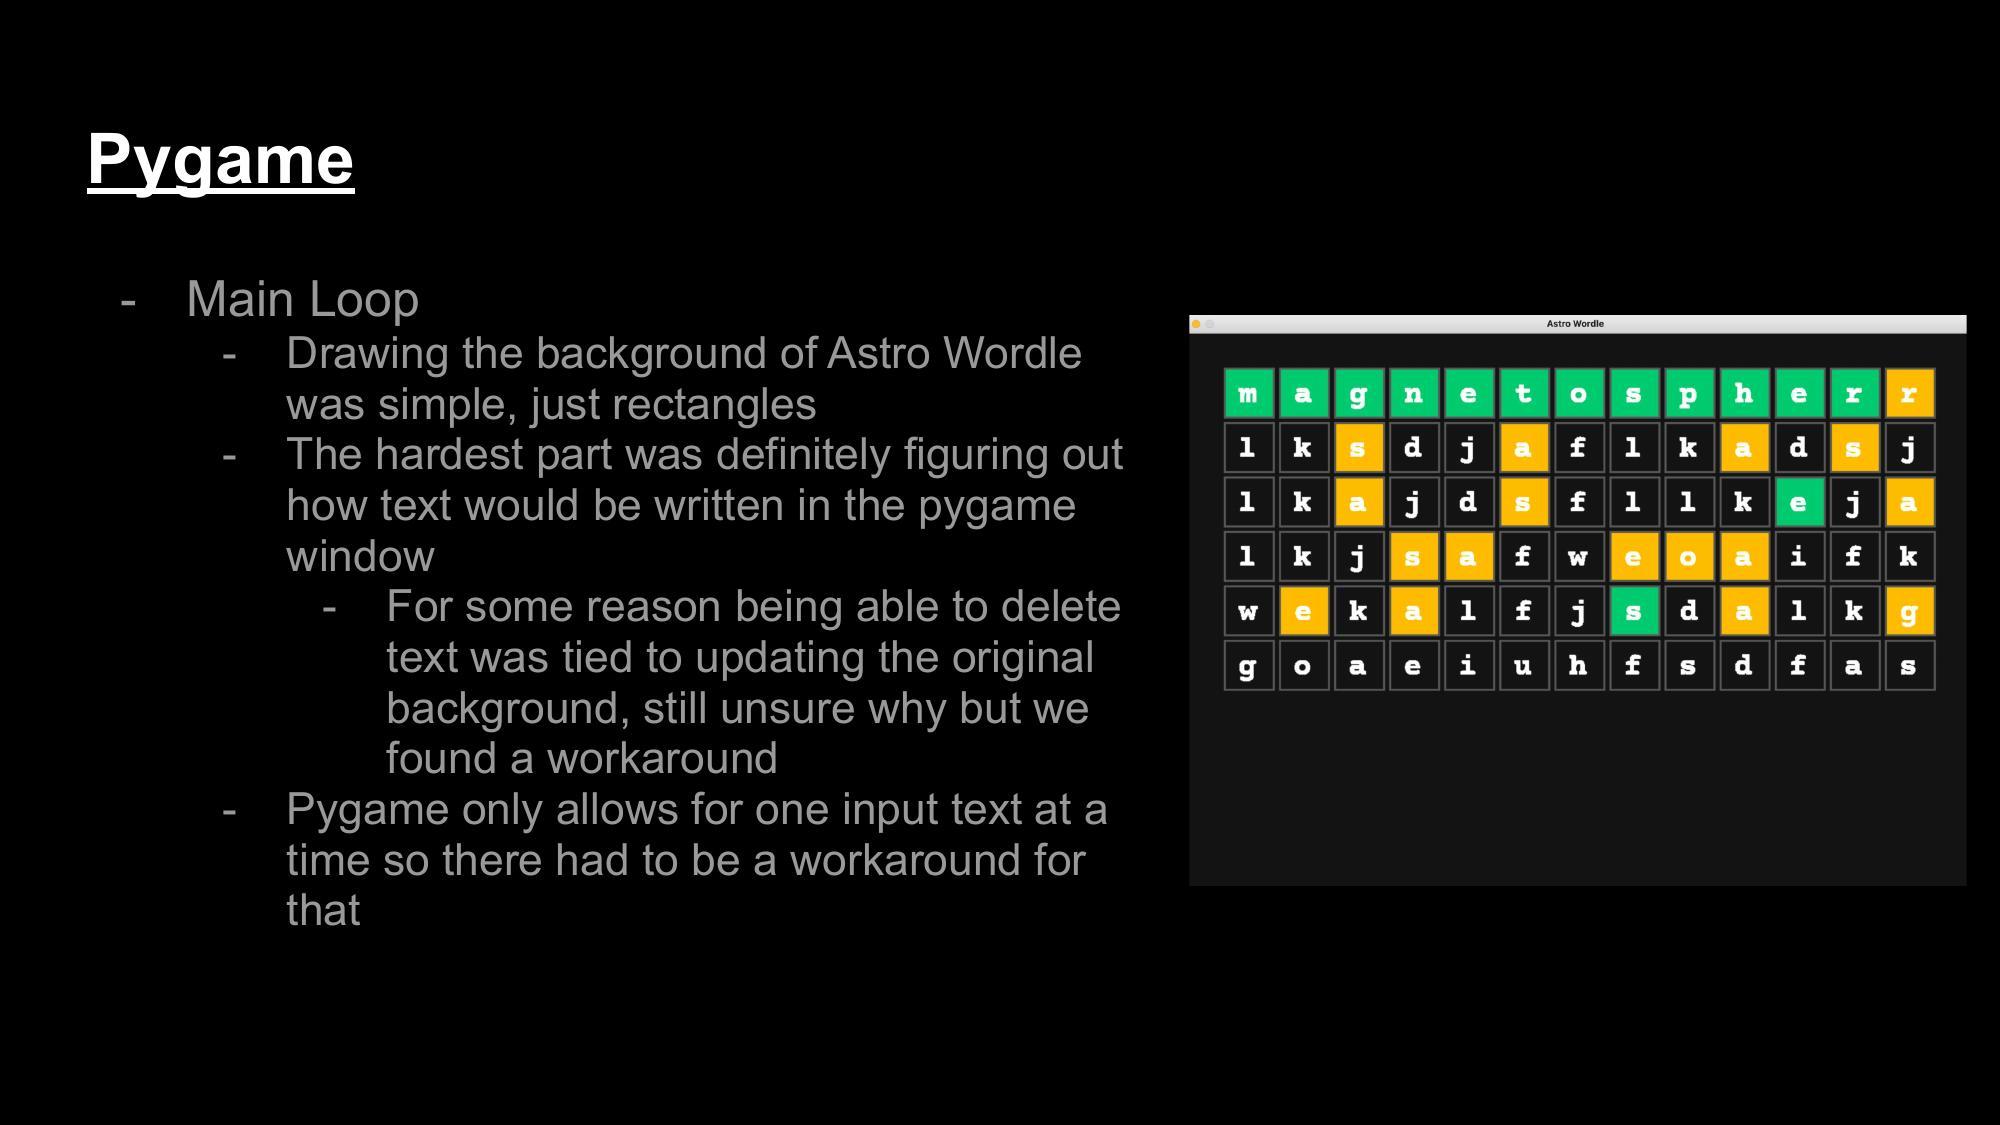 Pygame
- Main Loop
- Drawing the background of Astro Wordle
was simple, just rectangles
- The hardest part was definitely figuring out
how text would be written in the pygame
window
- For some reason being able to delete
text was tied to updating the original
background, still unsure why but we
found a workaround
- Pygame only allows for one input text at a
time so there had to be a workaround for
that
Astro Wordle
m a g n e t o s p h e r r
l k s d j a f l k a d s j
l k a j d s f l l k e j a
l k j s a f w e o a i f k
w e k a l f j s d a l k g
g o a e i u h f s d f a s